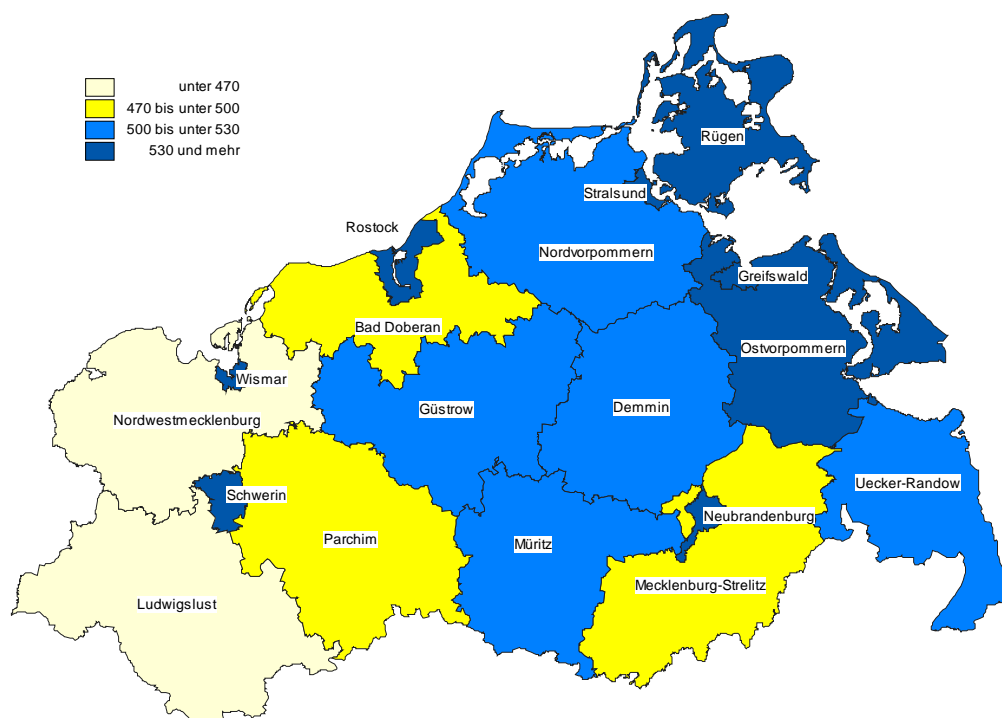 unter 470
470 bis unter 500
500 bis unter 530
530 und mehr
Rügen
Stralsund
Rostock
Nordvorpommern
Greifswald
Bad Doberan
Ostvorpommern
Wismar
Güstrow
Demmin
Nordwestmecklenburg
Uecker-Randow
Schwerin
Neubrandenburg
Parchim
Müritz
Mecklenburg-Strelitz
Ludwigslust